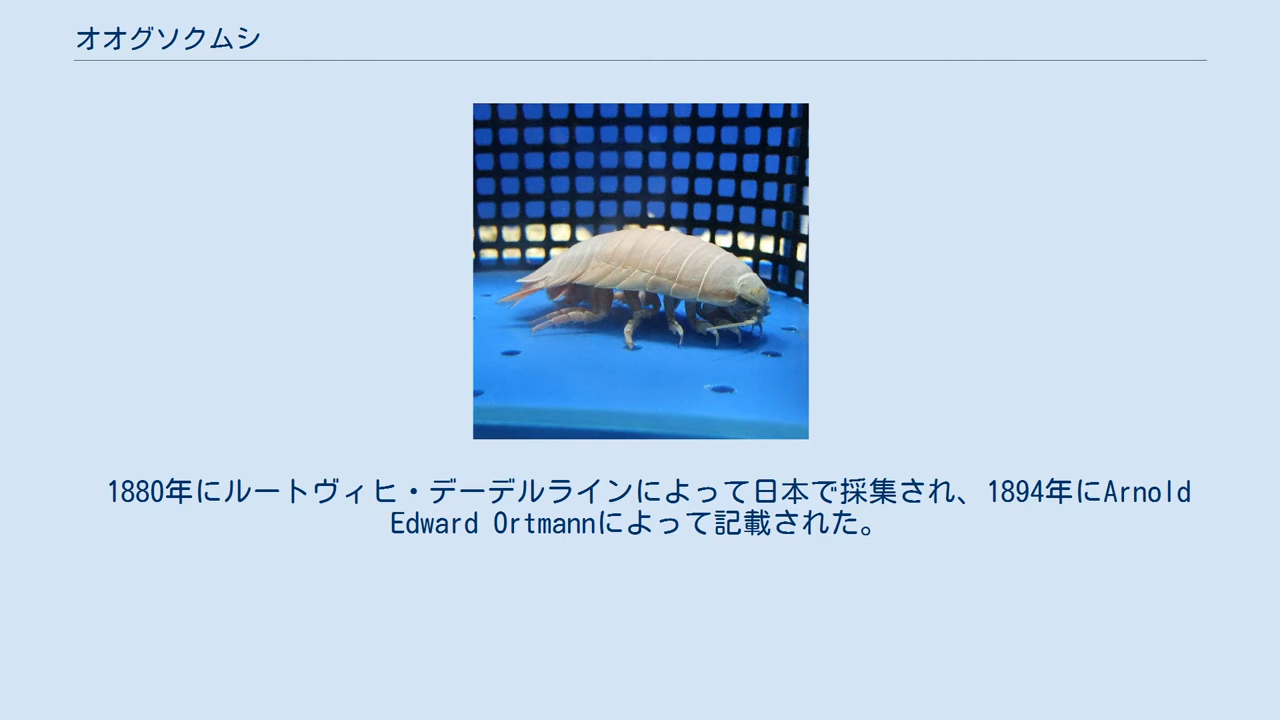 オオグソクムシ
1880年にルートヴィヒ・デーデルラインによって日本で採集され、1894年にArnold
Edward Ortmannによって記載された。